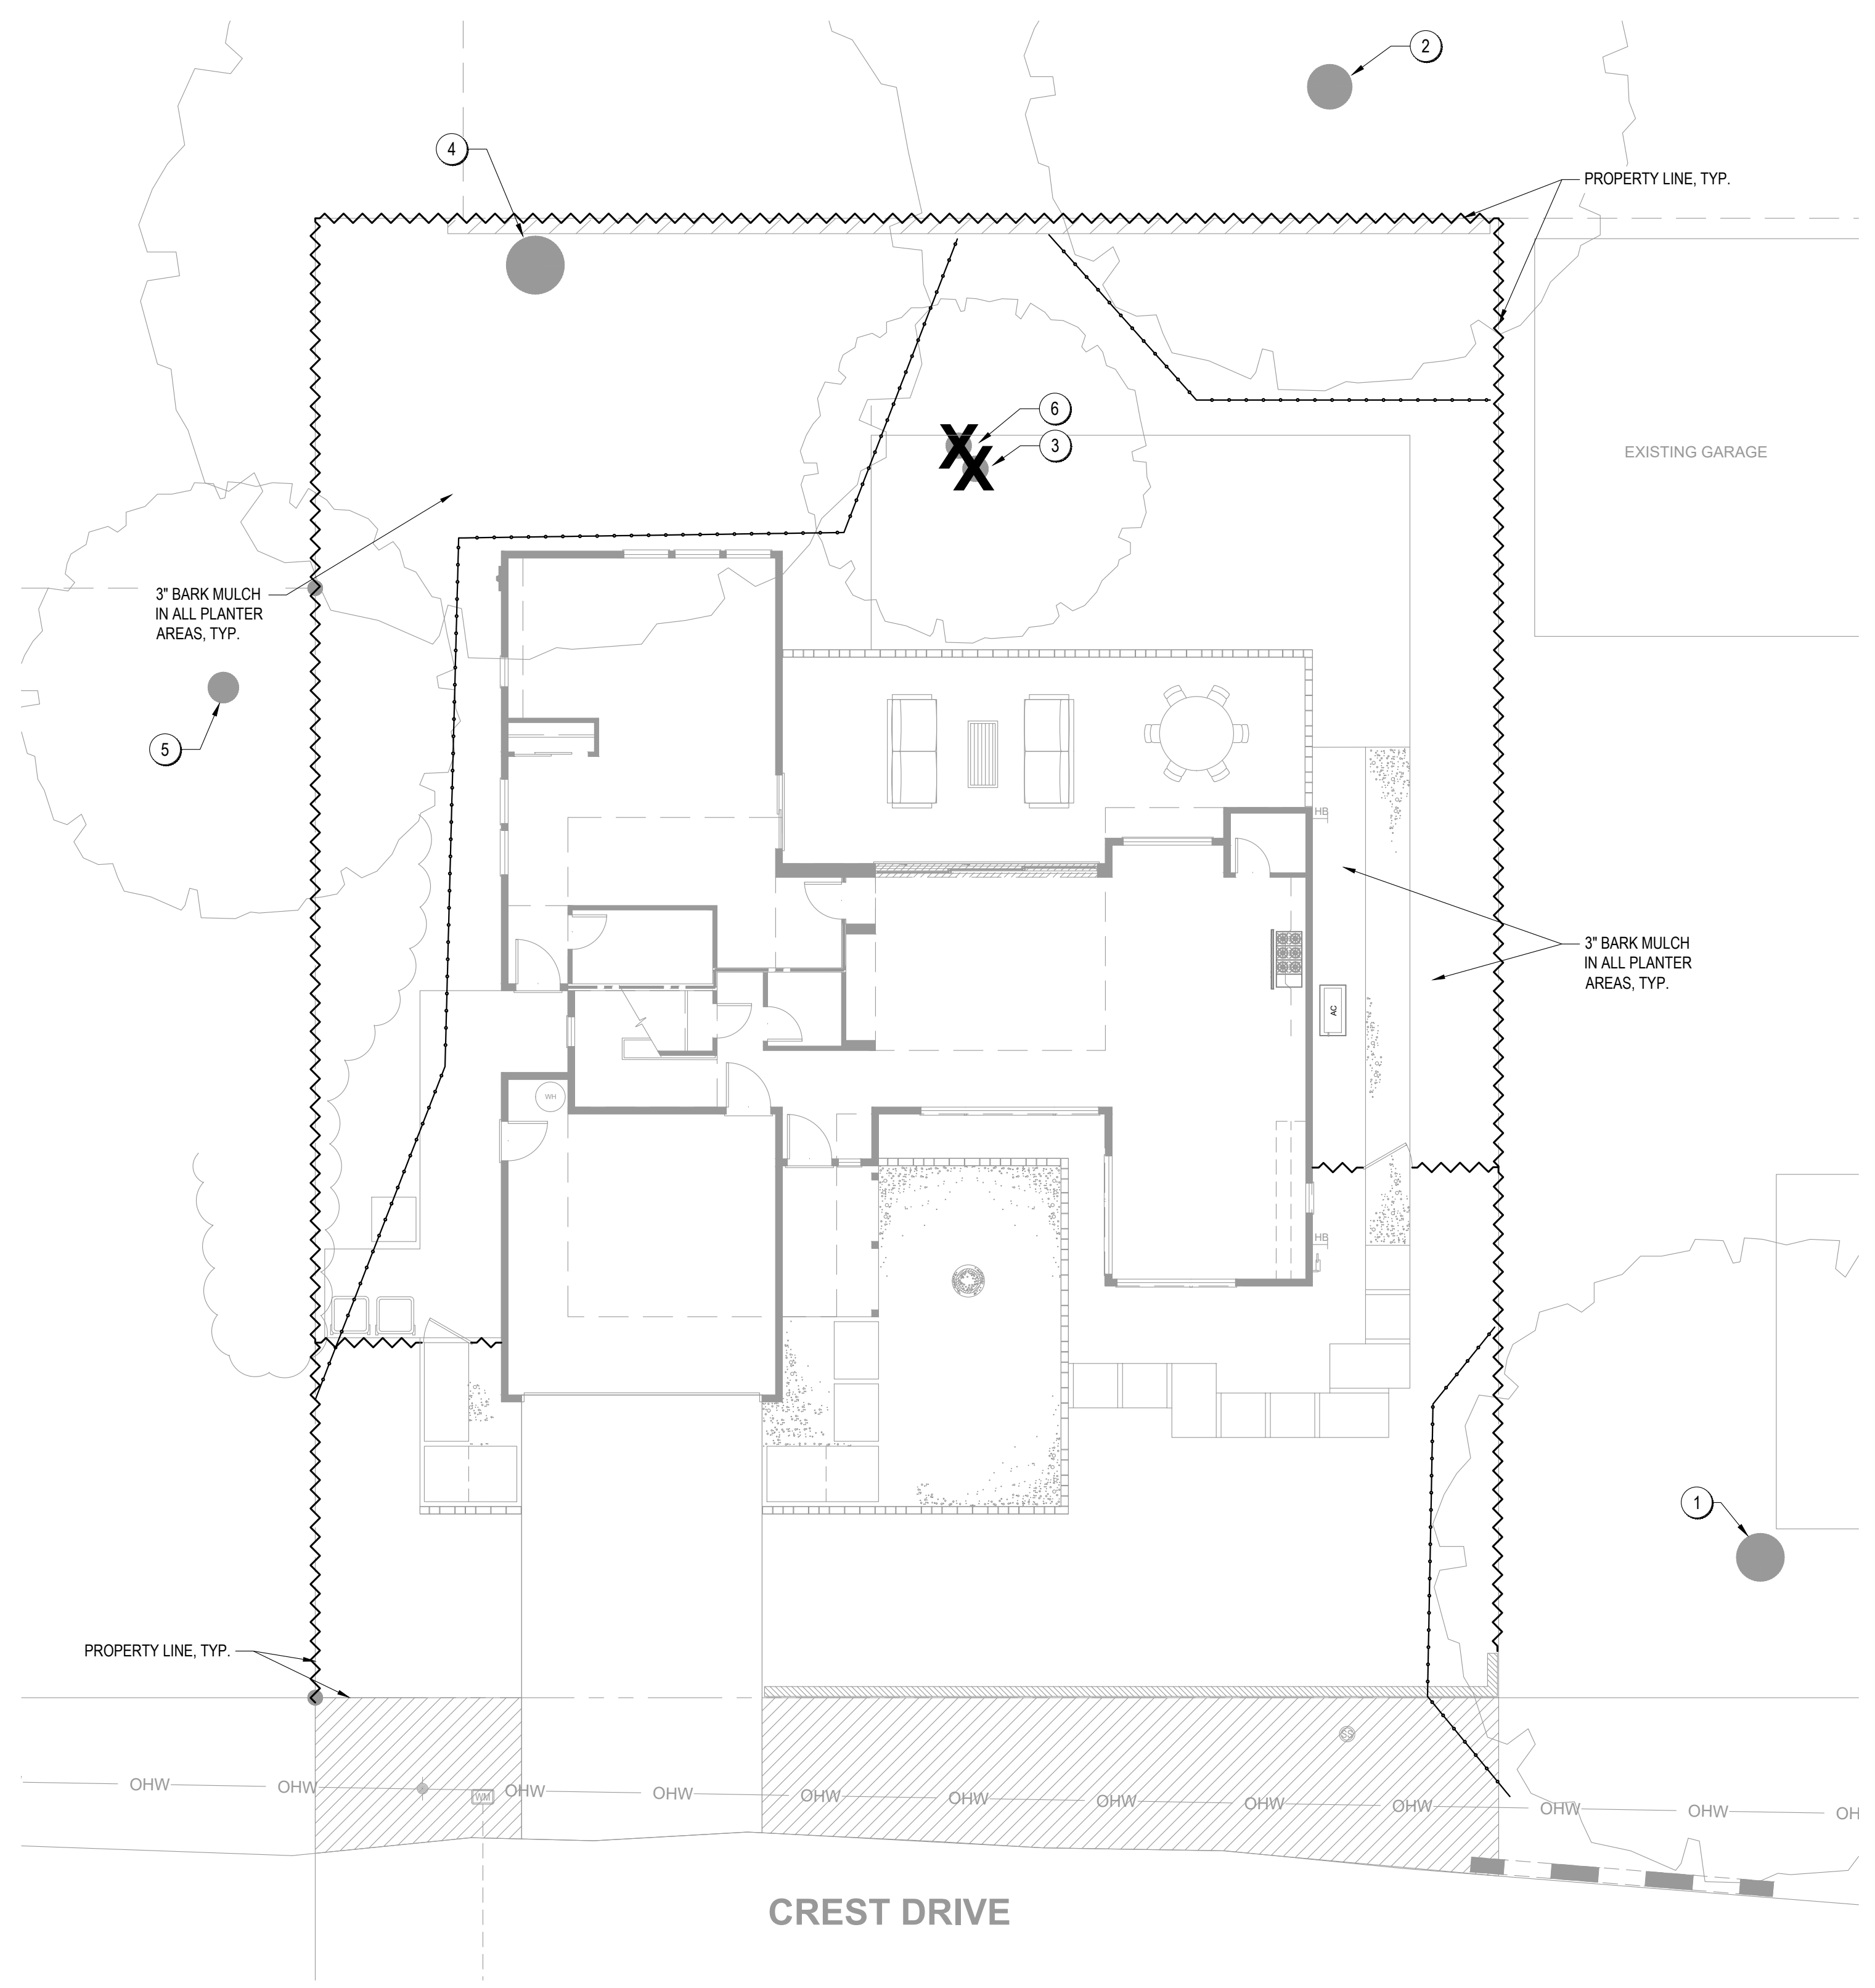 2
4
PROPERTY LINE, TYP.
6
3
EXISTING GARAGE
3" BARK MULCH
IN ALL PLANTER
AREAS, TYP.
5
HB
3" BARK MULCH
IN ALL PLANTER
AREAS, TYP.
AC
WH
HB
1
PROPERTY LINE, TYP.
SS
OHW OHW OHW OHW OHW OHW OHW OHW OHW OHW OHW OH
WM
CREST DRIVE